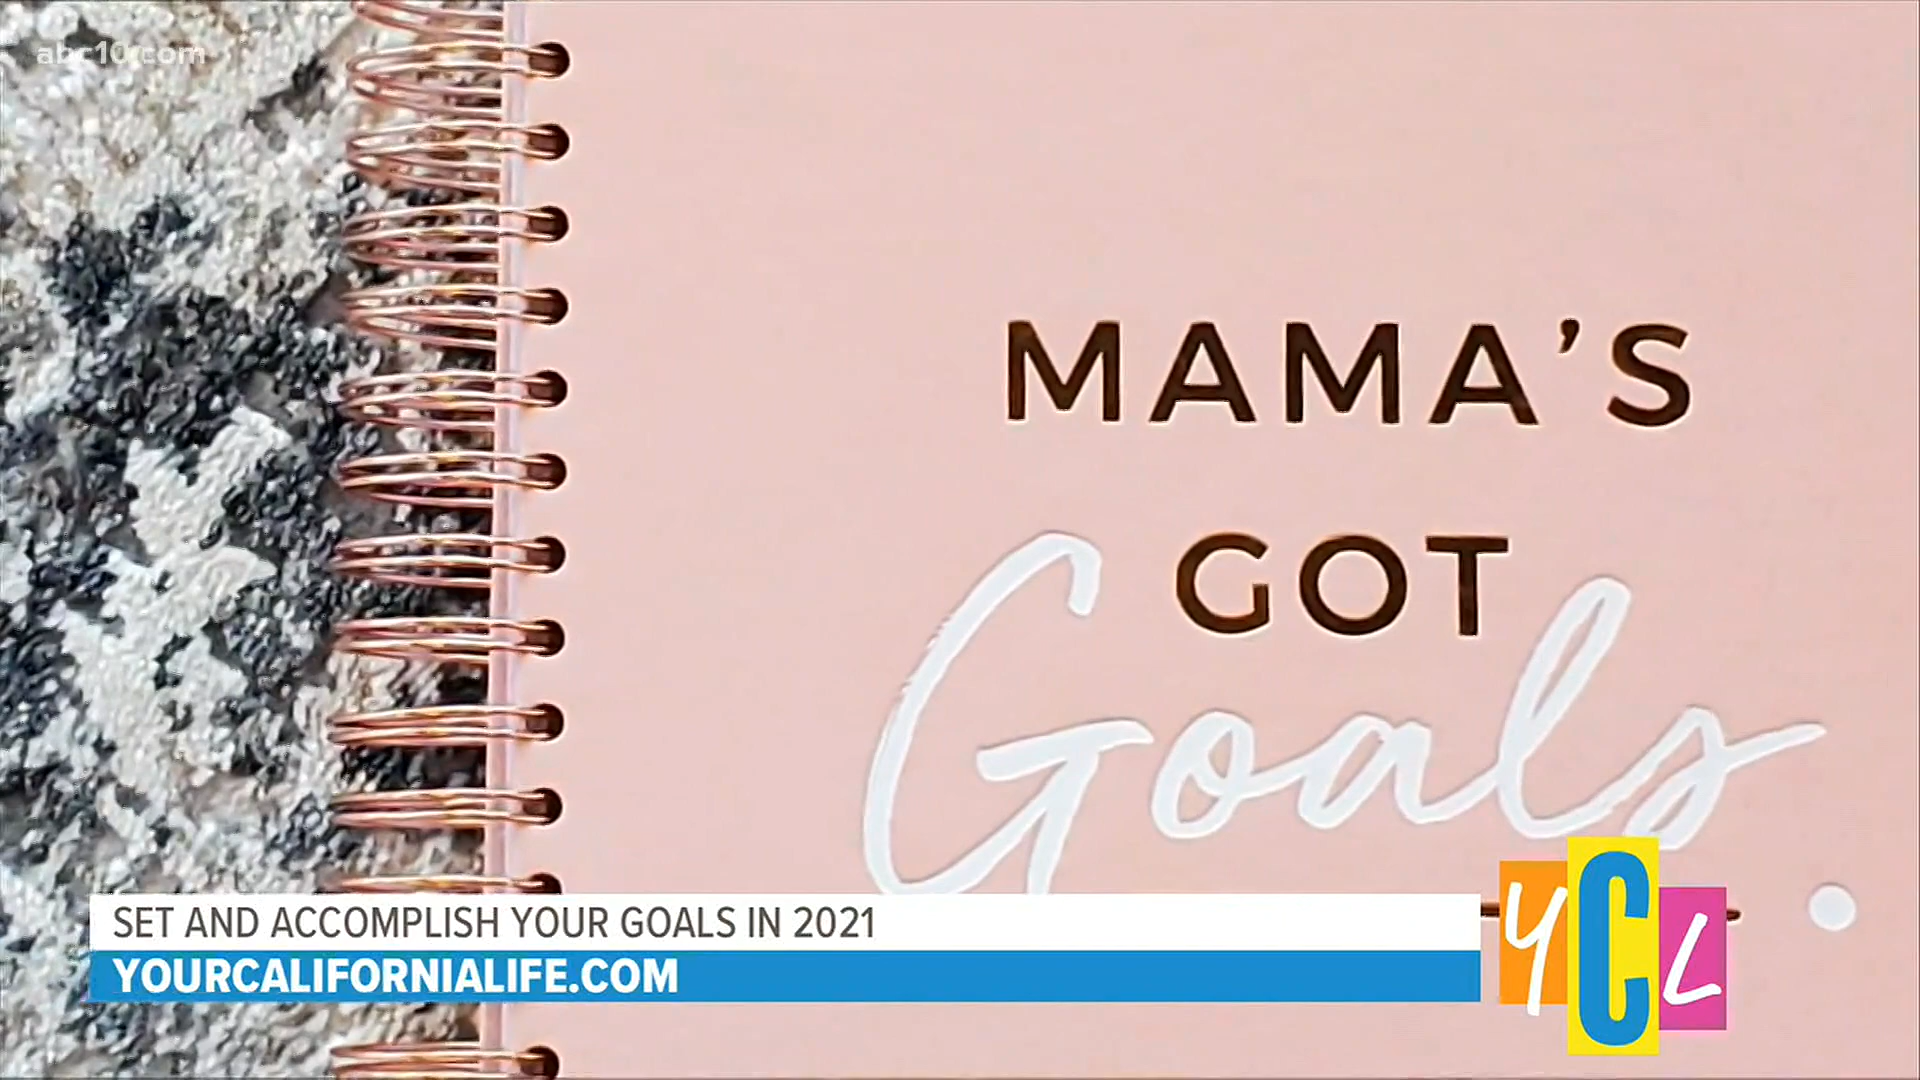 abc10.com
MAMA'S
GOT
Goals.
SET AND ACCOMPLISH YOUR GOALS IN 2021
YOURCALIFORNIALIFE.COM
YCL